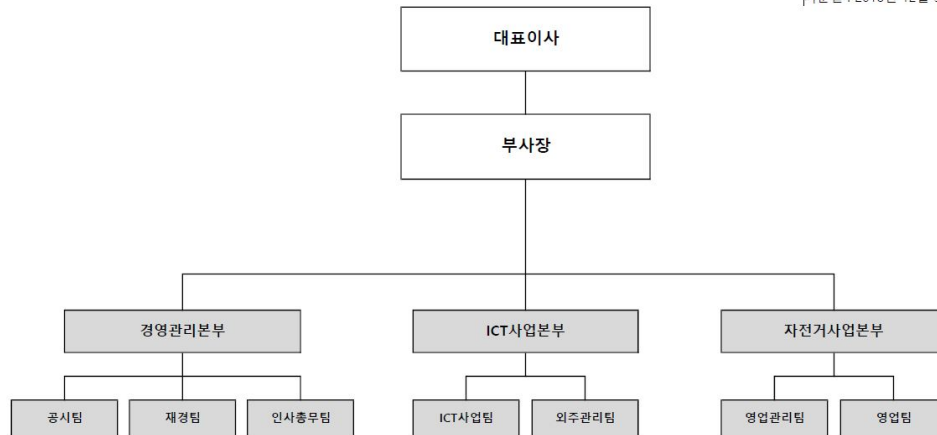 대표이사
부사장
경영관리본부
ICT사업본부
자전거사업본부
공시팀
재경팀
인사총무팀
ICT사업팀
외주관리팀
영업관리팀
영업팀